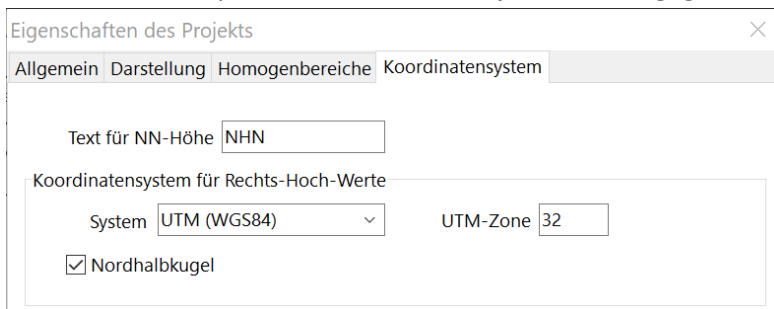 Eigenschaften des Projekts
Allgemein Darstellung Homogenbereiche Koordinatensystem
Text für NN-Höhe NHN
Koordinatensystem für Rechts-Hoch-Werte
System UTM (WGS84) UTM-Zone 32
Nordhalbkugel